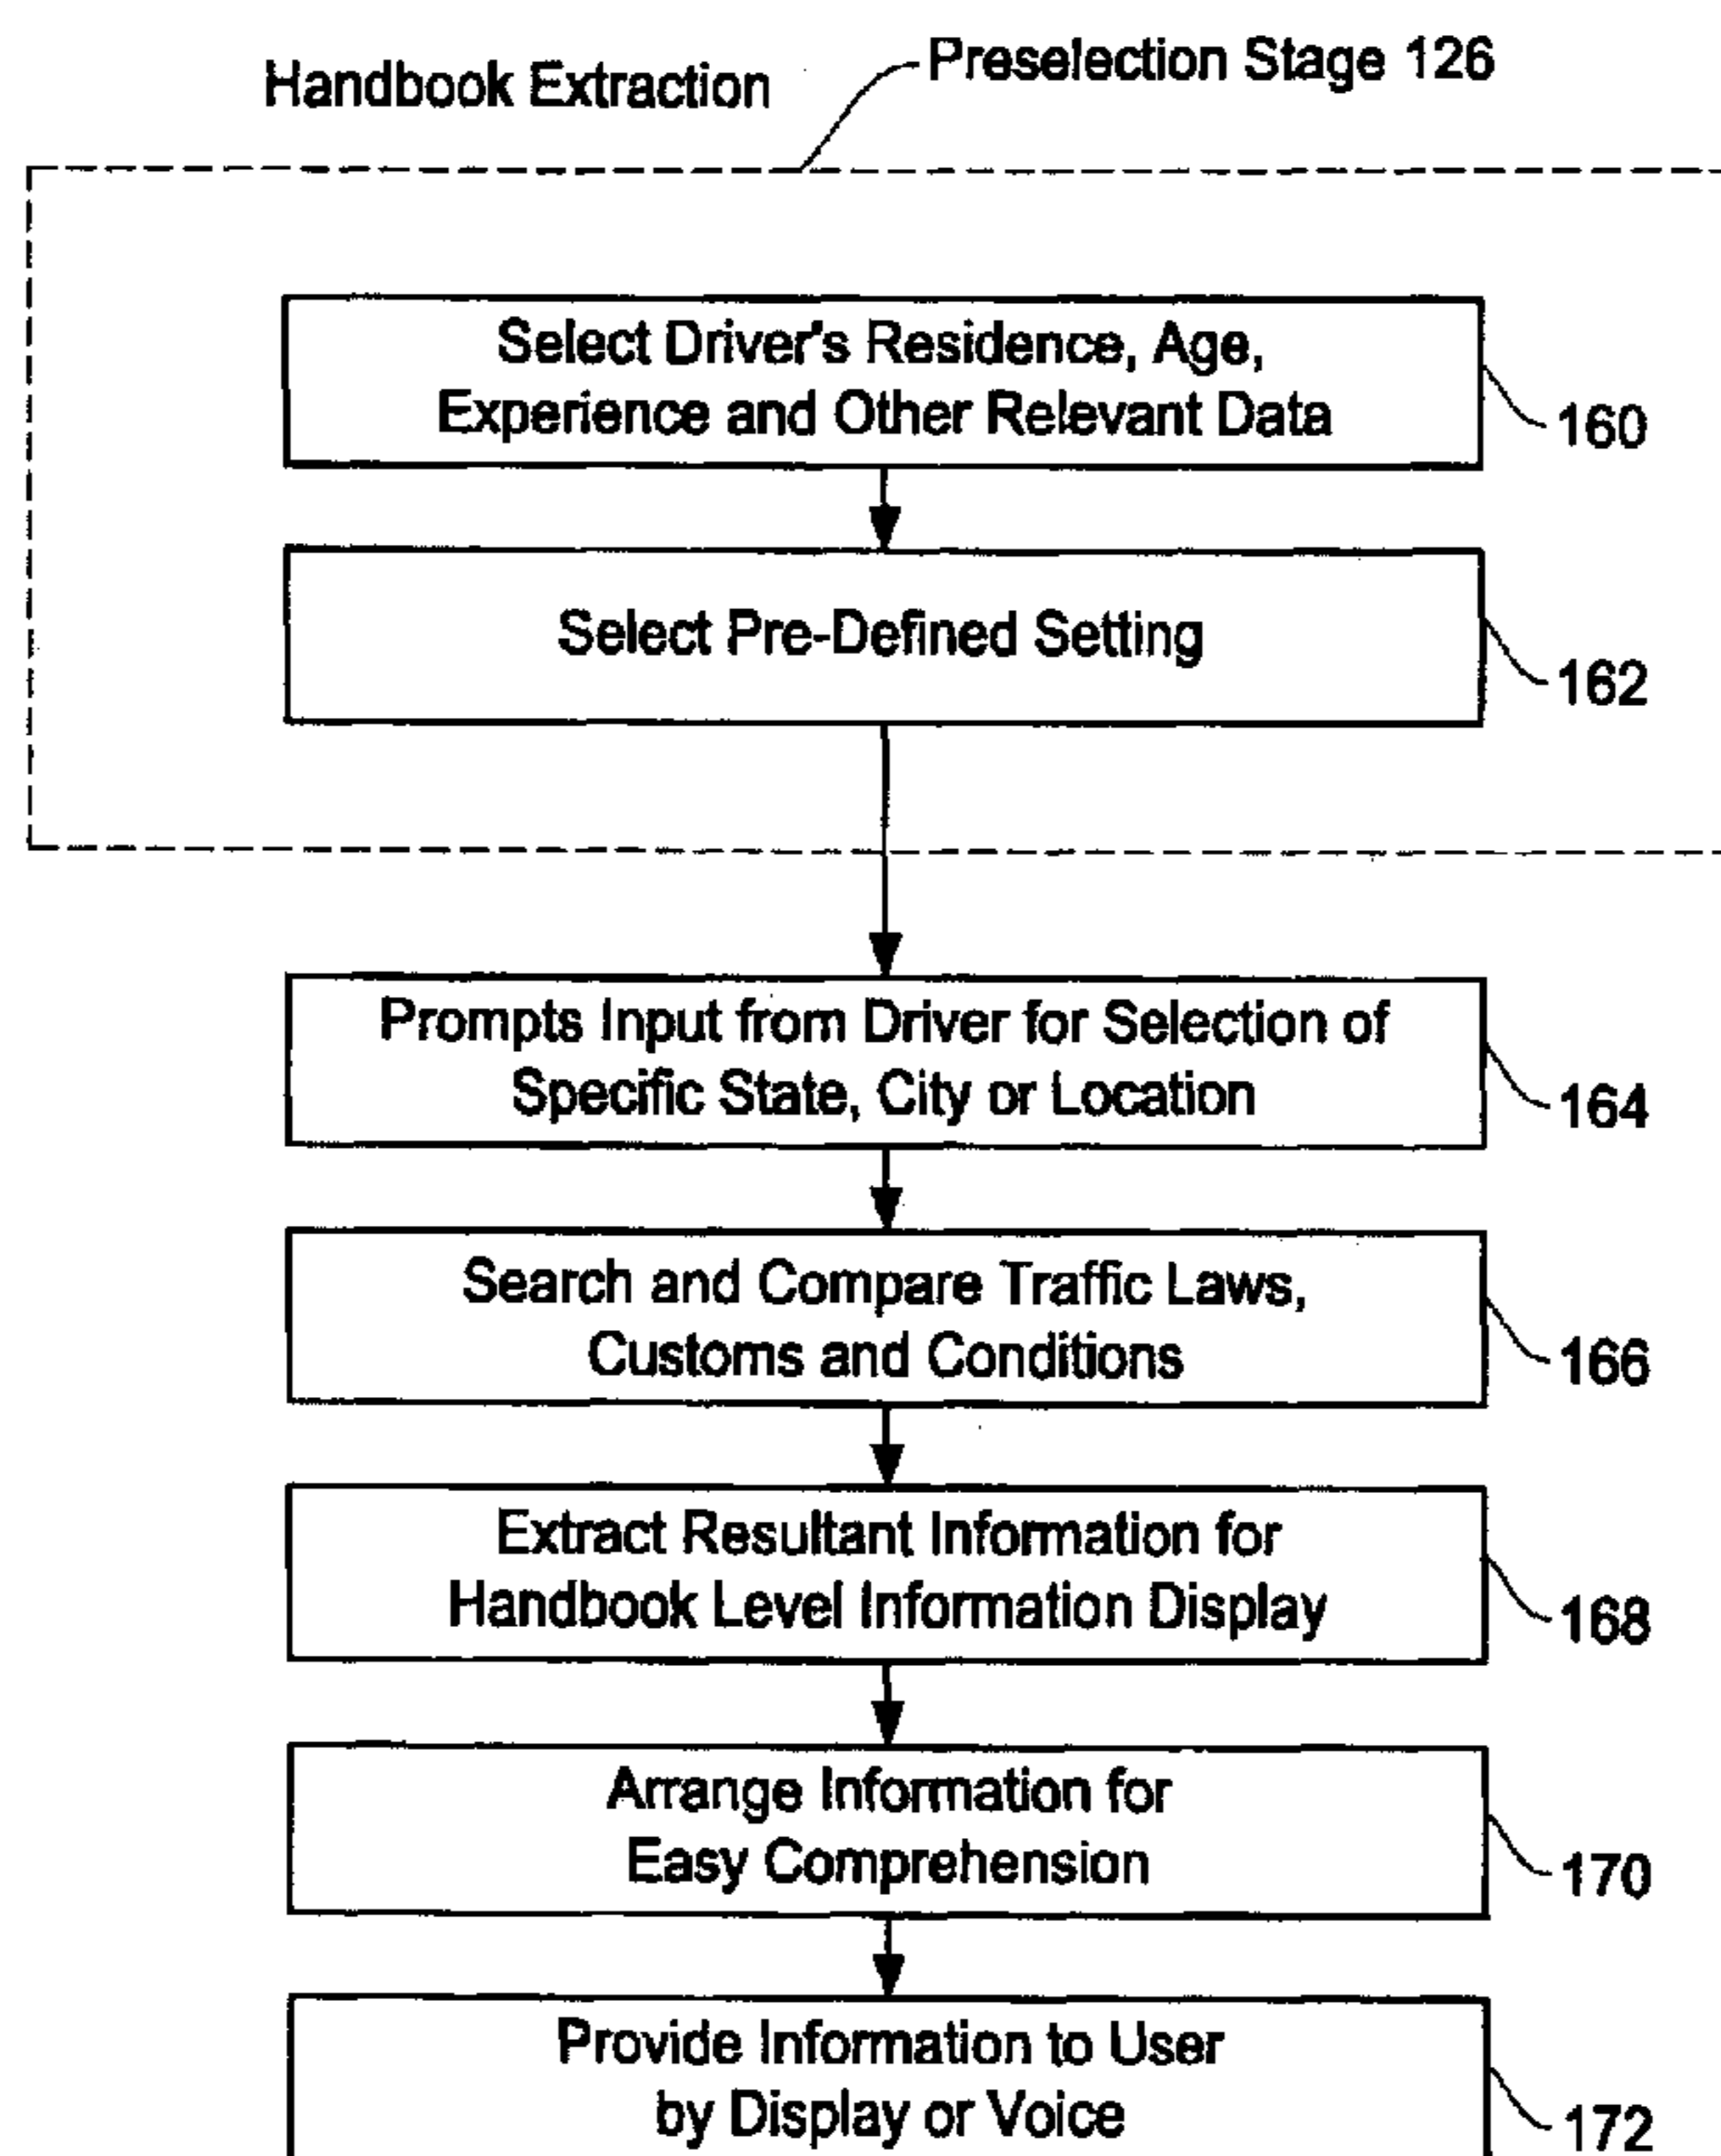 Handbook Extraction
Preselection Stage 126
Select Driver's Residence, Age,
Experience and Other Relevant Data
160
Select Pre-Defined Setting
162
Prompts Input from Driver for Selection of
Specific State, City or Location
164
Search and Compare Traffic Laws,
Customs and Conditions
166
Extract Resultant Information for
Handbook Level Information Display
168
Arrange Information for
Easy Comprehension
170
Provide Information to User
by Display or Voice
172